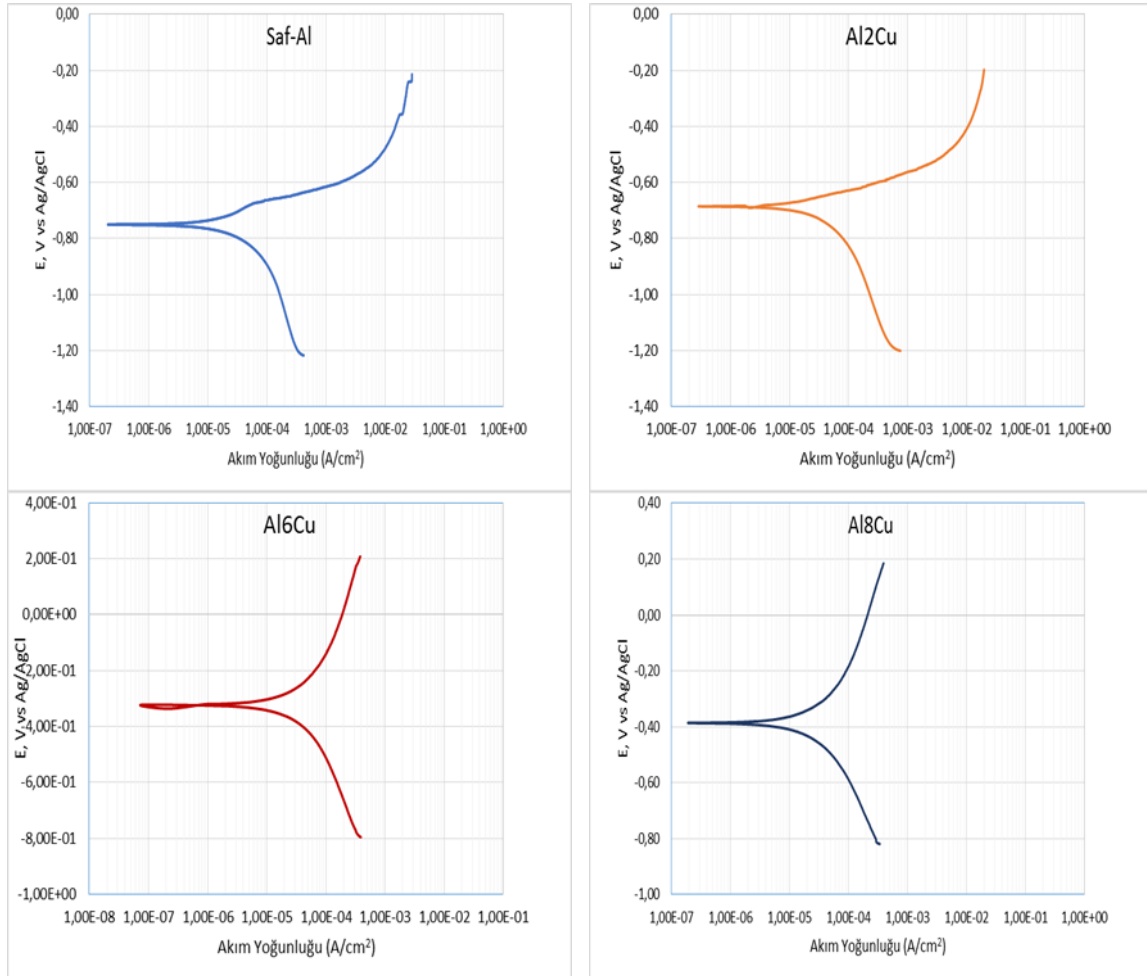 Saf-Al
0,00
-0,20
-0,40
-0,60
-0,80
-1,00
-1,20
-1,40
E, V vs Ag/AgCl
1,00E-07 1,00E-06 1,00E-05 1,00E-04 1,00E-03 1,00E-02 1,00E-01 1,00E+00
Akım Yoğunluğu (A/cm²)
Al2Cu
0,00
-0,20
-0,40
-0,60
-0,80
-1,00
-1,20
-1,40
E, V vs Ag/AgCl
1,00E-07 1,00E-06 1,00E-05 1,00E-04 1,00E-03 1,00E-02 1,00E-01 1,00E+00
Akım Yoğunluğu (A/cm²)
Al6Cu
4,00E-01
2,00E-01
0,00E+00
-2,00E-01
-4,00E-01
-6,00E-01
-8,00E-01
-1,00E+00
E, V vs Ag/AgCl
1,00E-08 1,00E-07 1,00E-06 1,00E-05 1,00E-04 1,00E-03 1,00E-02 1,00E-01
Akım Yoğunluğu (A/cm²)
Al8Cu
0,40
0,20
0,00
-0,20
-0,40
-0,60
-0,80
-1,00
E, V vs Ag/AgCl
1,00E-07 1,00E-06 1,00E-05 1,00E-04 1,00E-03 1,00E-02 1,00E-01 1,00E+00
Akım Yoğunluğu (A/cm²)